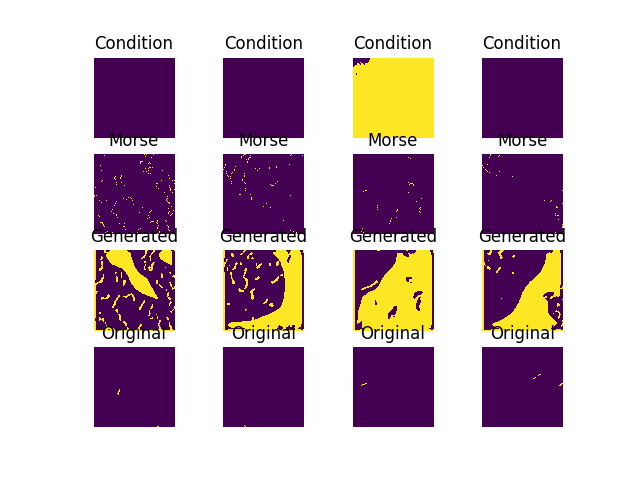 Condition Condition Condition Condition
Morse Morse Morse Morse
Generated Generated Generated Generated
Original Original Original Original